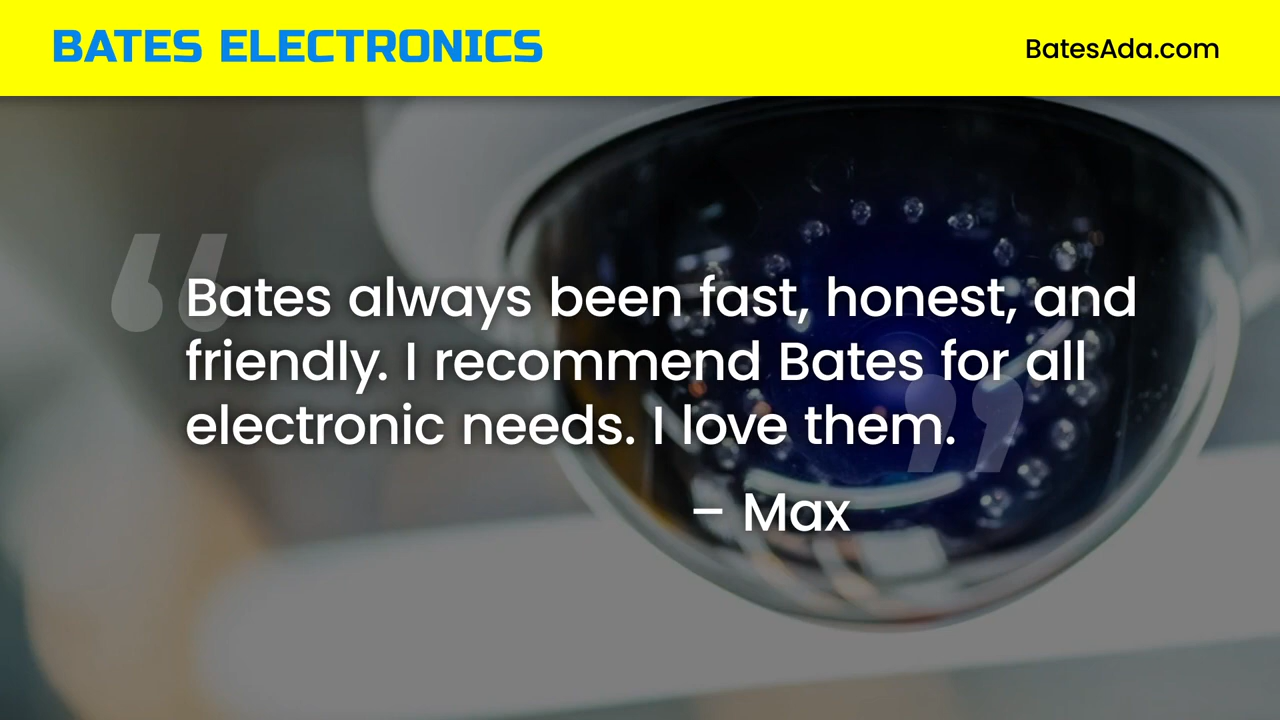 BATES ELECTRONICS
BatesAda.com
“Bates always been fast, honest, and
friendly. I recommend Bates for all
electronic needs. I love them.”
– Max